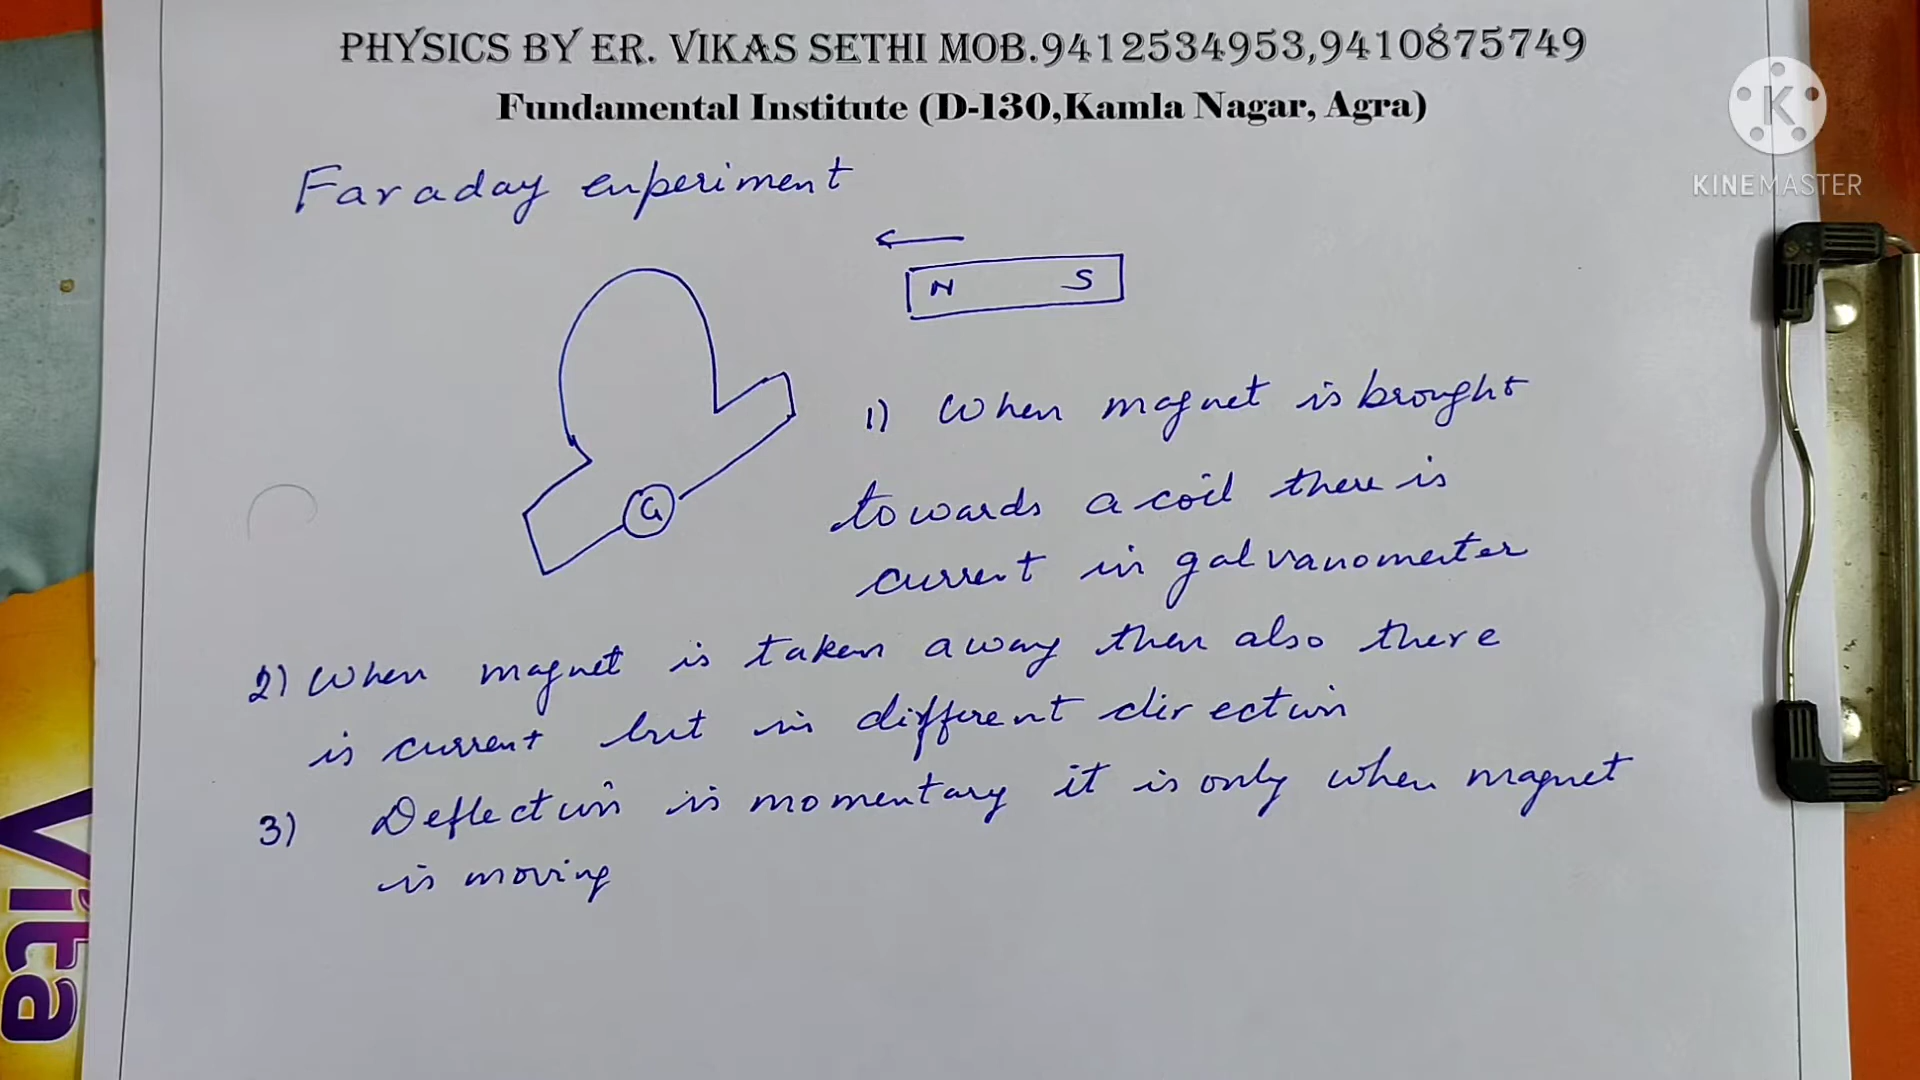 PHYSICS BY ER. VIKAS SETHI MOB.9412534953,9410875749
Fundamental Institute (D-130,Kamla Nagar, Agra)
K
KINEMASTER
Faraday experiment
N S
G
1) When magnet is brought
towards a coil there is
current in galvanometer
2) When magnet is taken away then also there
is current but in different direction
3) Deflection is momentary it is only when magnet
is moving
Vita